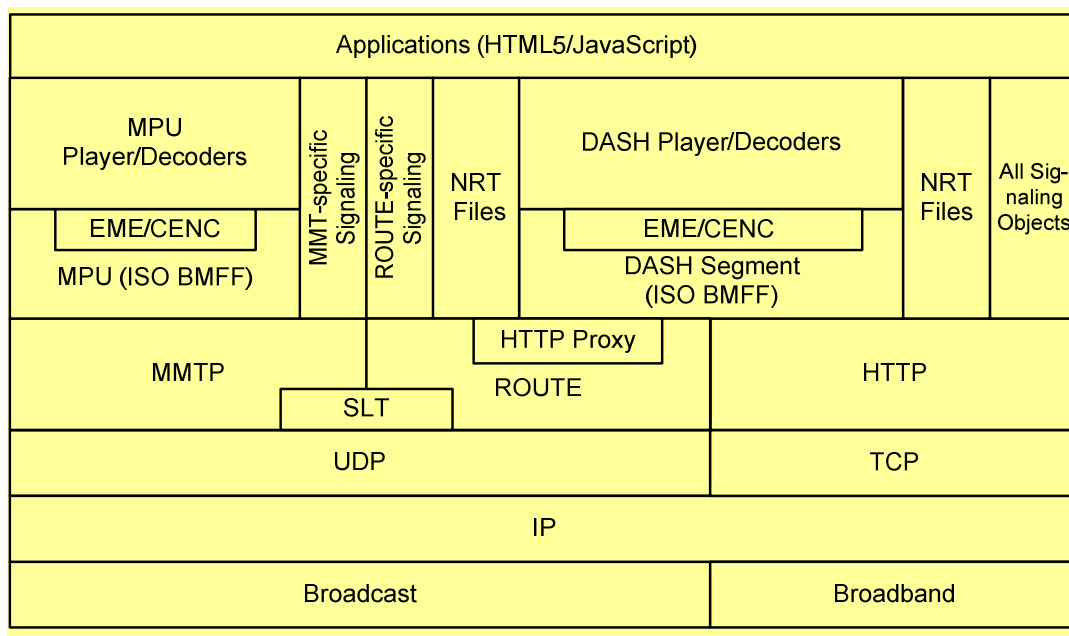 Applications (HTML5/JavaScript)
MPU
Player/Decoders
EME/CENC
MPU (ISO BMFF)
MMT-specific
Signaling
ROUTE-specific
Signaling
NRT
Files
DASH Player/Decoders
EME/CENC
DASH Segment
(ISO BMFF)
NRT
Files
All Sig-
naling
Objects
MMTP
SLT
HTTP Proxy
ROUTE
HTTP
UDP
TCP
IP
Broadcast
Broadband